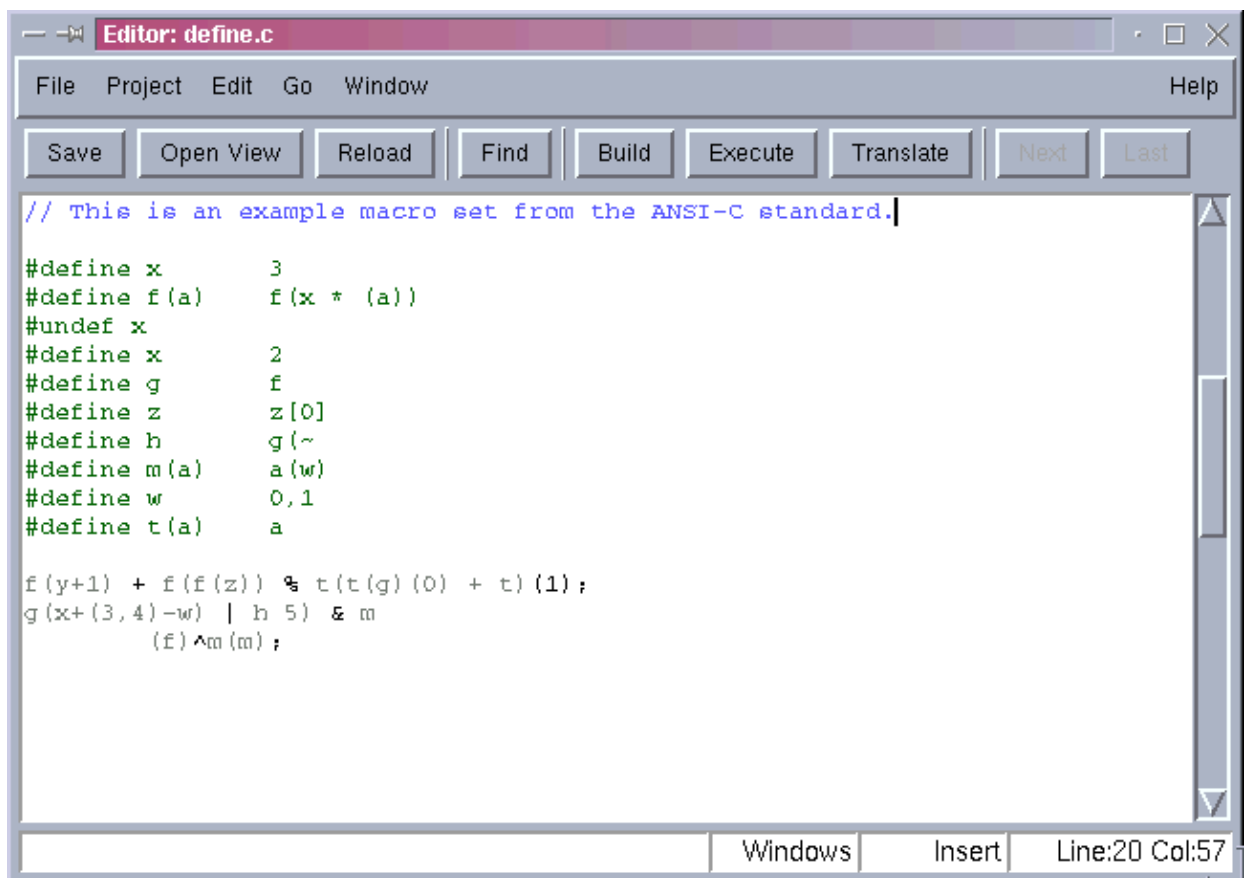 Editor: define.c
File Project Edit Go Window Help
Save Open View Reload Find Build Execute Translate Next Last
// This is an example macro set from the ANSI-C standard.
#define x 3
#define f(a) f(x * (a))
#undef x
#define x 2
#define g f
#define z z[0]
#define h g(~
#define m(a) a(w)
#define w 0,1
#define t(a) a
f(y+1) + f(f(z)) % t(t(g)(0) + t)(1);
g(x+(3,4)-w) | h 5) & m
(f)^m(m);
Windows Insert Line:20 Col:57